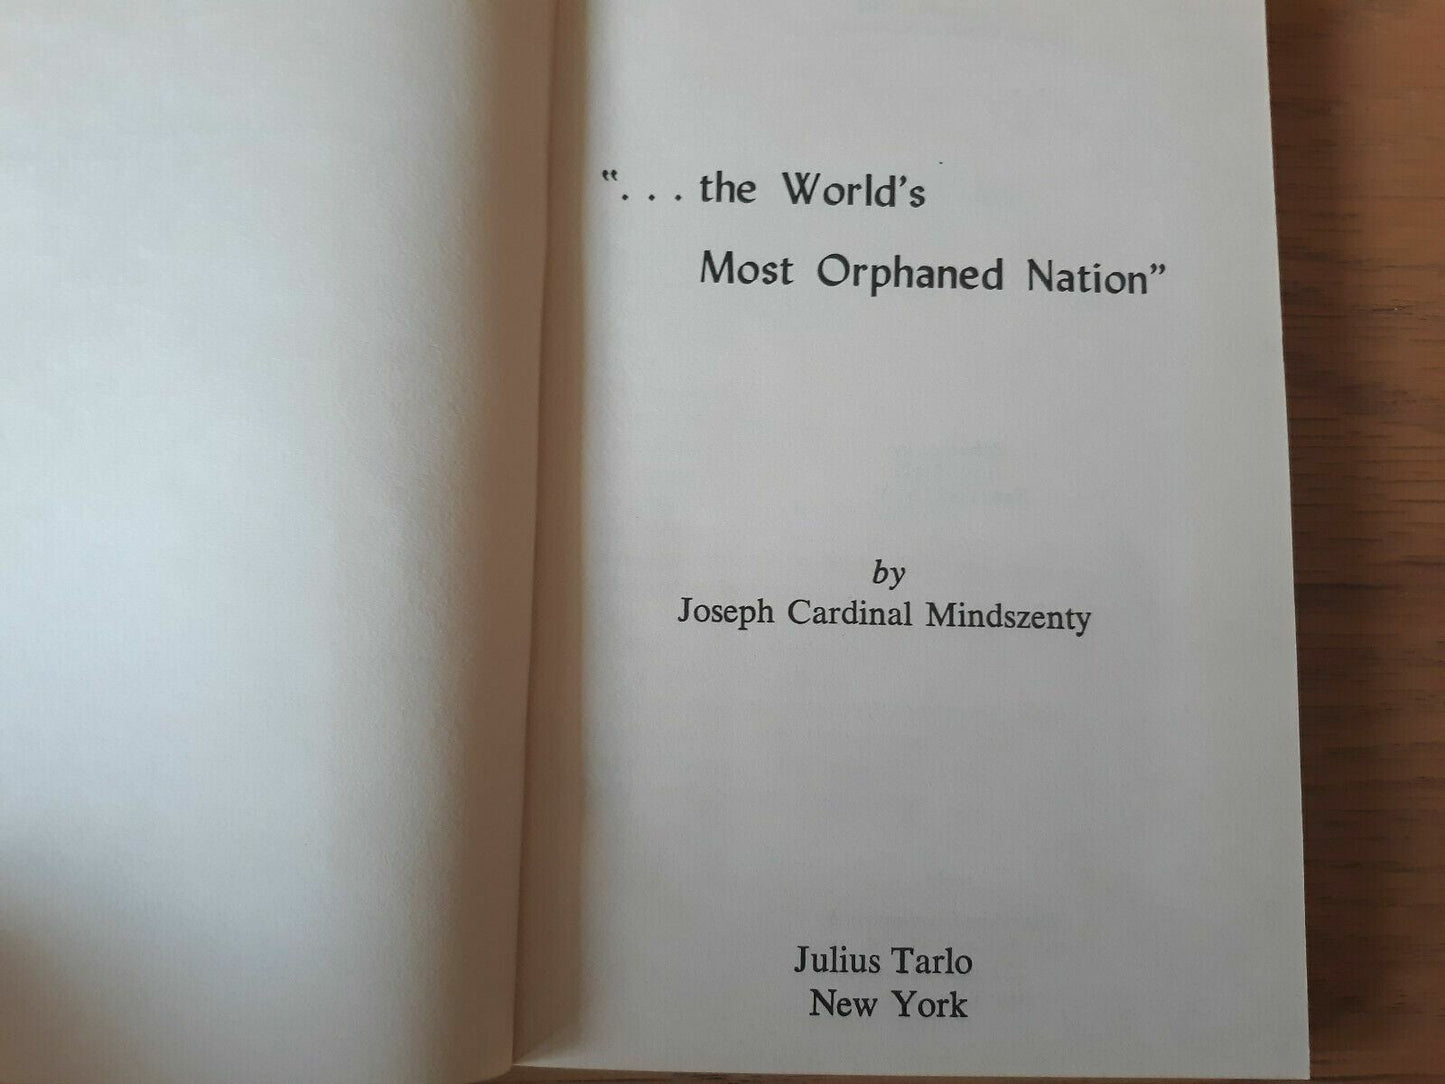 “. . . the World’s
Most Orphaned Nation”
by
Joseph Cardinal Mindszenty
Julius Tarlo
New York